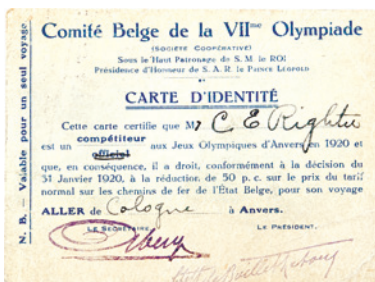 Comité Belge de la VIIme Olympiade
(SOCIÉTÉ COOPÉRATIVE)
Sous le Haut Patronage de S. M. le ROI
Présidence d'Honneur de S. A. R. le PRINCE LÉOPOLD
CARTE D'IDENTITÉ
Cette carte certifie que Mr C E Righter
compétiteur
est un officiel aux Jeux Olympiques d'Anvers en 1920 et
que, en conséquence, il a droit, conformément à la décision du
31 Janvier 1920, à la réduction de 50 p. c. sur le prix du tarif
normal sur les chemins de fer de l'État Belge, pour son voyage
ALLER de Cologne à Anvers.
LE SECRÉTAIRE, LE PRÉSIDENT.
N. B. — Valable pour un seul voyage